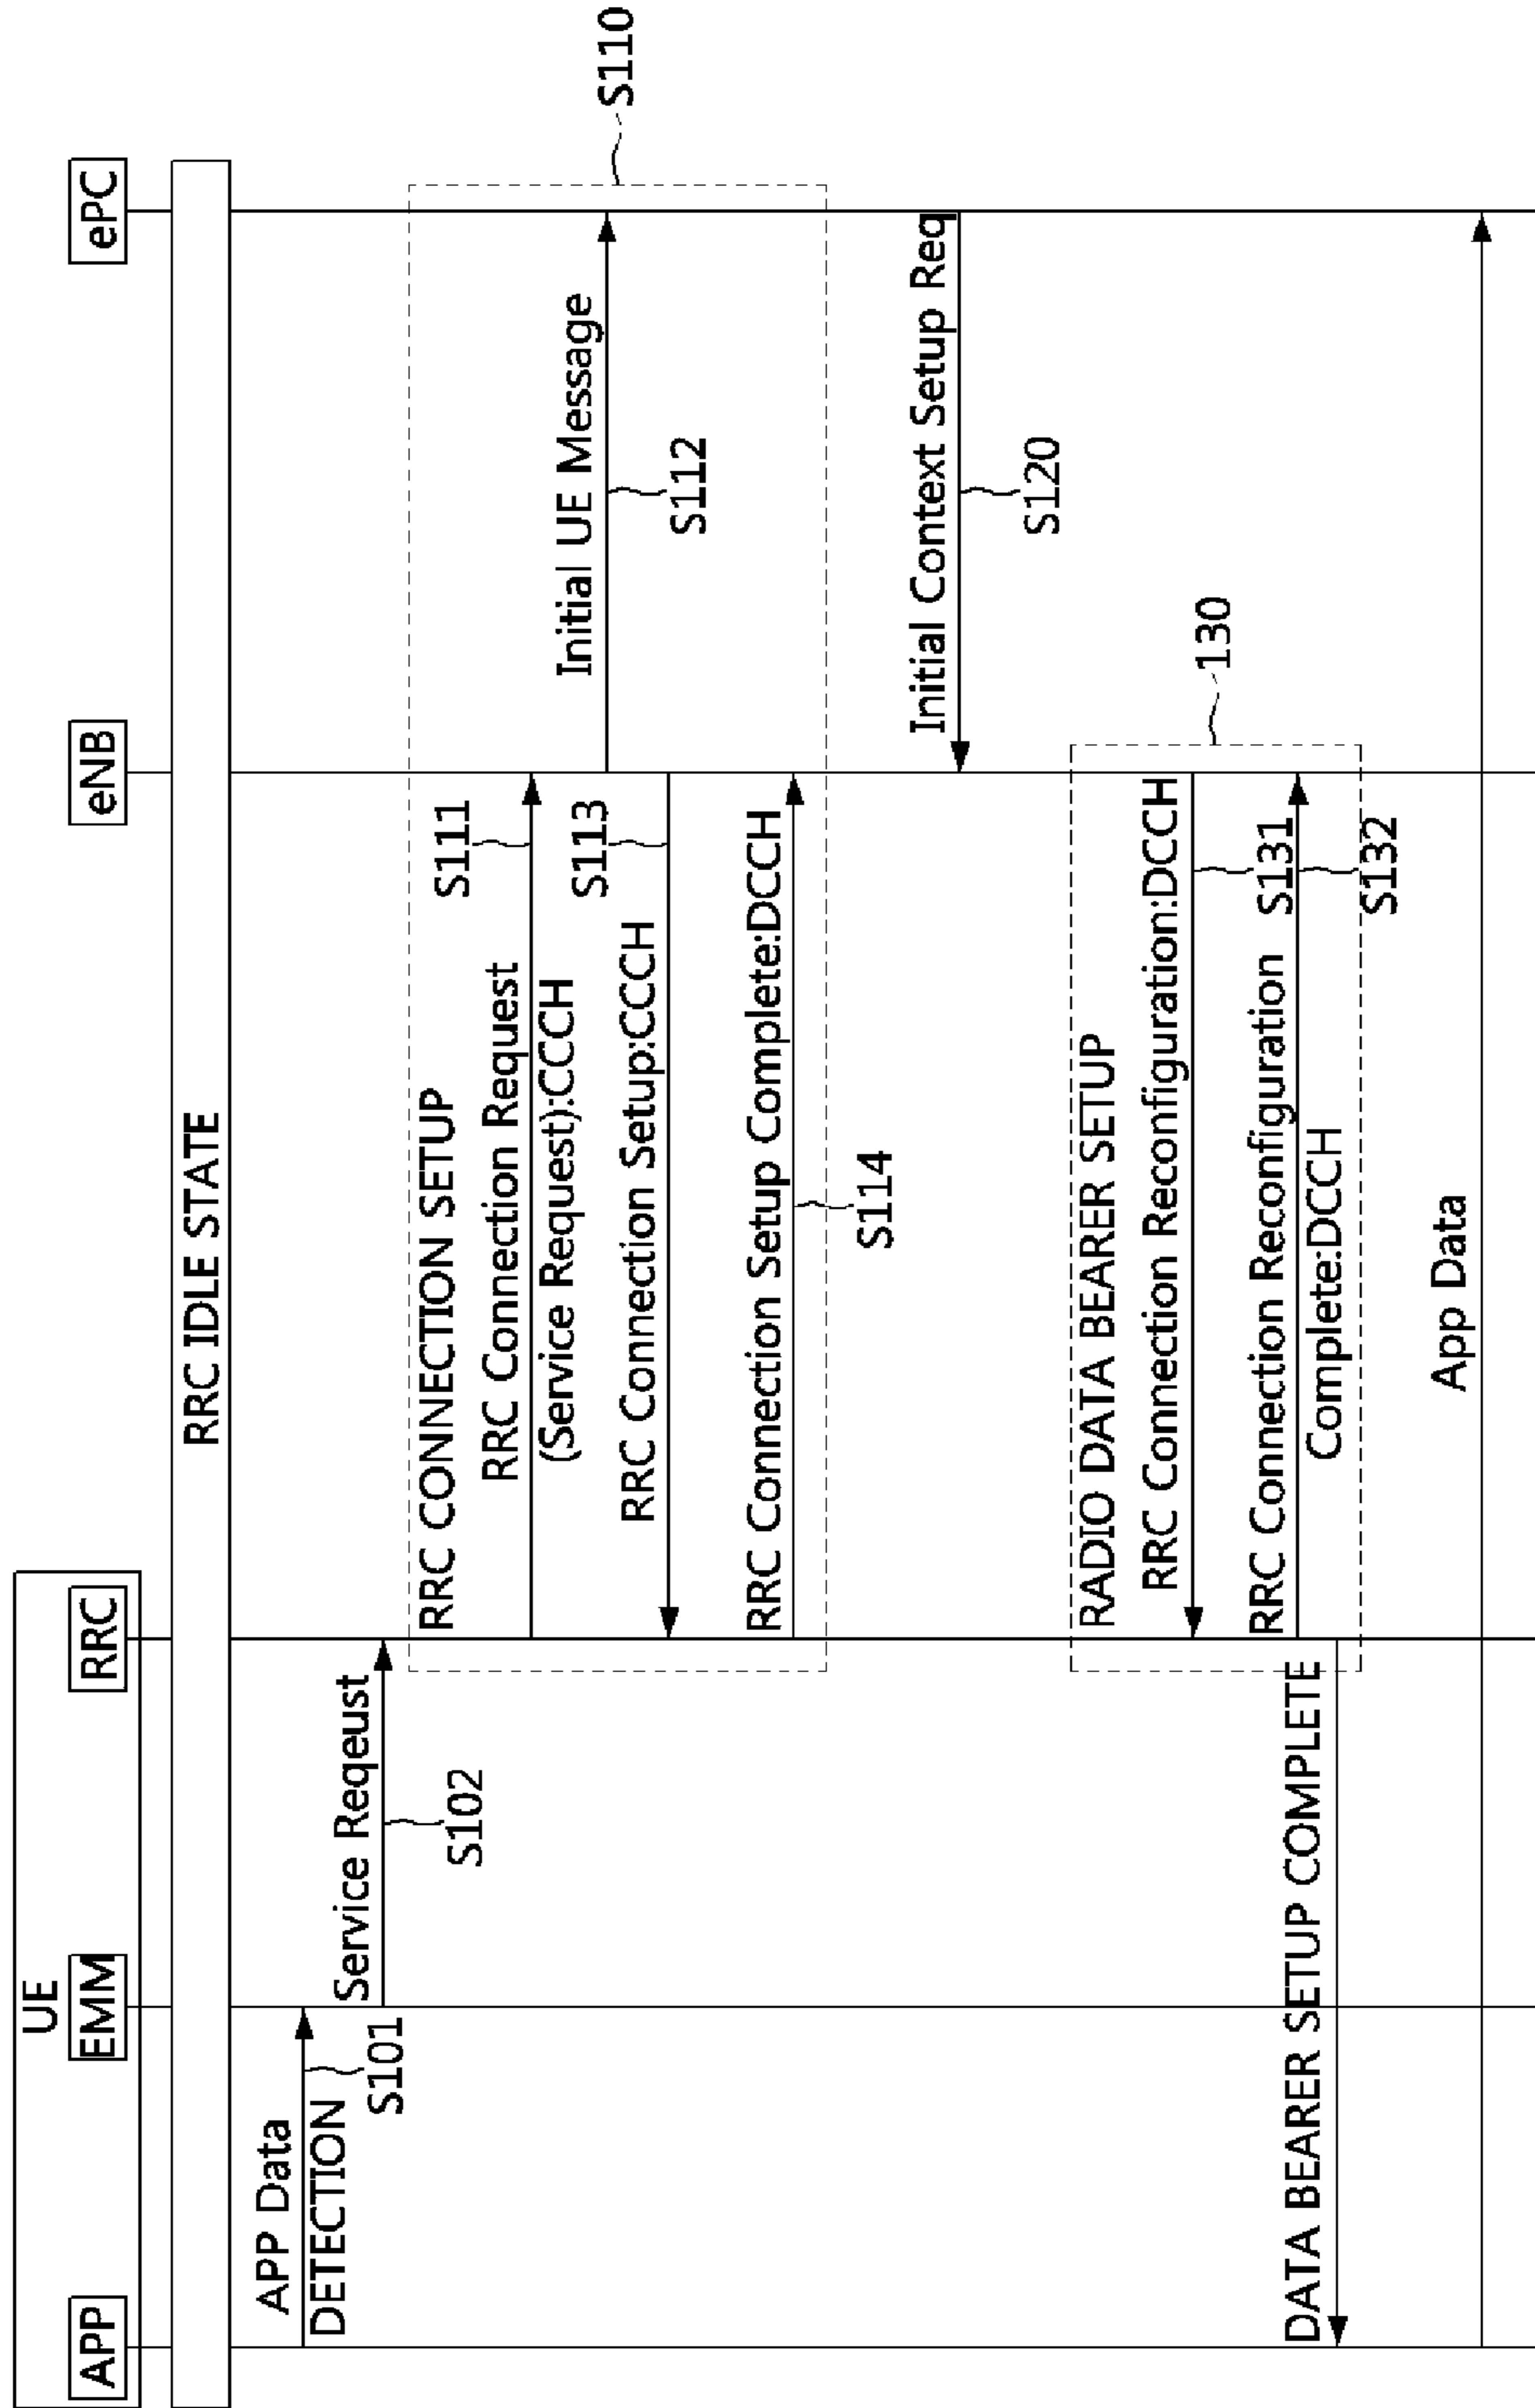 UE
APP
EMM
RRC
eNB
ePC
RRC IDLE STATE
APP Data
DETECTION
S101
Service Reqeust
S102
RRC CONNECTION SETUP
RRC Connection Request
(Service Request):CCCH
S111
Initial UE Message
S112
S110
RRC Connection Setup:CCCH
S113
RRC Connection Setup Complete:DCCH
S114
Initial Context Setup Req
S120
RADIO DATA BEARER SETUP
130
RRC Connection Reconfiguration:DCCH
S131
RRC Connection Reconfiguration
Complete:DCCH
S132
DATA BEARER SETUP COMPLETE
App Data